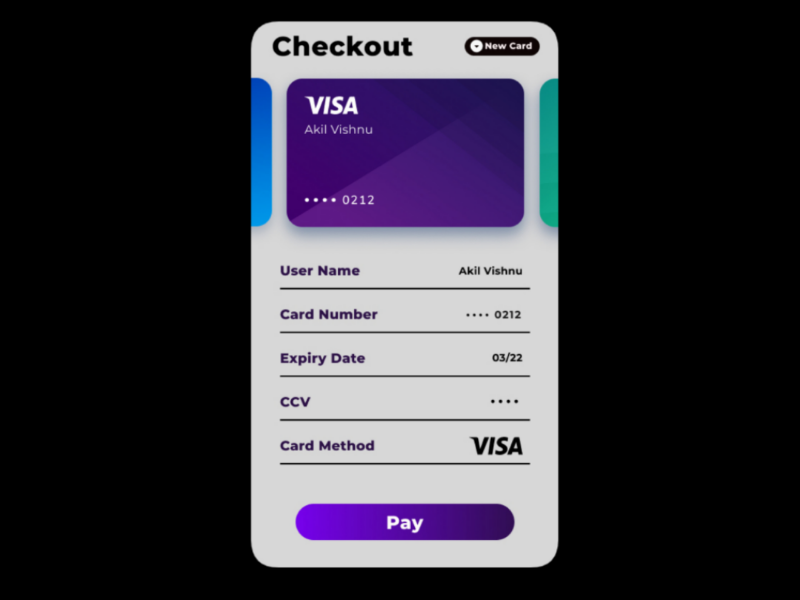 Checkout
New Card
VISA
Akil Vishnu
•••• 0212
User Name Akil Vishnu
Card Number •••• 0212
Expiry Date 03/22
CCV ••••
Card Method VISA
Pay